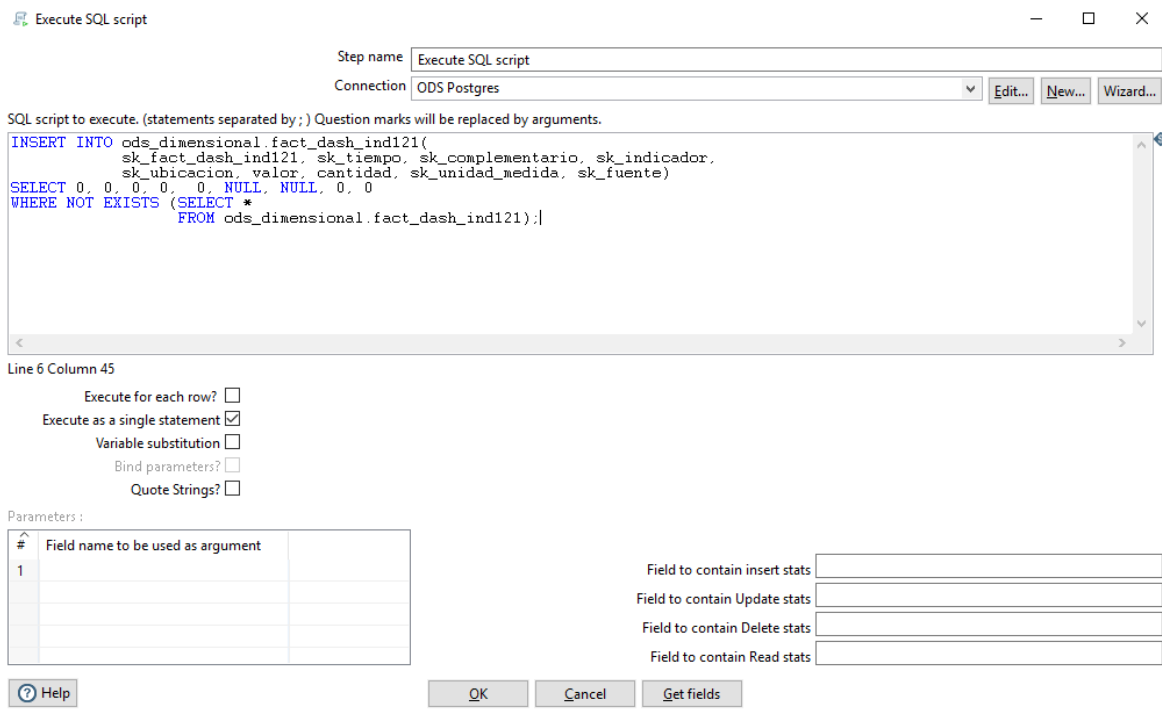 Execute SQL script
Step name Execute SQL script
Connection ODS Postgres Edit... New... Wizard...
SQL script to execute. (statements separated by ; ) Question marks will be replaced by arguments.
INSERT INTO ods_dimensional.fact_dash_ind121(
sk_fact_dash_ind121, sk_tiempo, sk_complementario, sk_indicador,
sk_ubicacion, valor, cantidad, sk_unidad_medida, sk_fuente)
SELECT 0, 0, 0, 0,  0, NULL, NULL, 0, 0
WHERE NOT EXISTS (SELECT *
FROM ods_dimensional.fact_dash_ind121);
Line 6 Column 45
Execute for each row?
Execute as a single statement
Variable substitution
Bind parameters?
Quote Strings?
Parameters :
# Field name to be used as argument
1
Field to contain insert stats
Field to contain Update stats
Field to contain Delete stats
Field to contain Read stats
Help OK Cancel Get fields